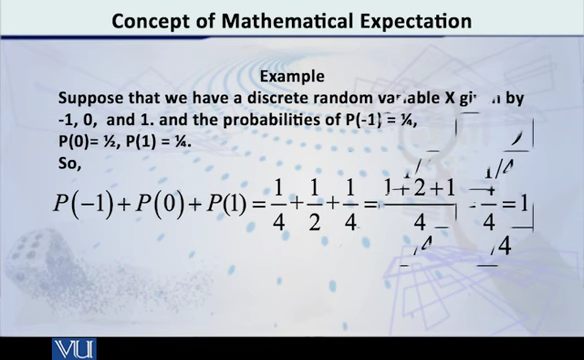 Concept of Mathematical Expectation
Example
Suppose that we have a discrete random variable X by
-1, 0, and 1. and the probabilities of P(-1) = ¼,
P(0)= ½, P(1) = ¼.
So,
P(−1)+P(0)+P(1)= 1/4 + 1/2 + 1/4 = (1+2+1)/4 = 4/4 =1
VU